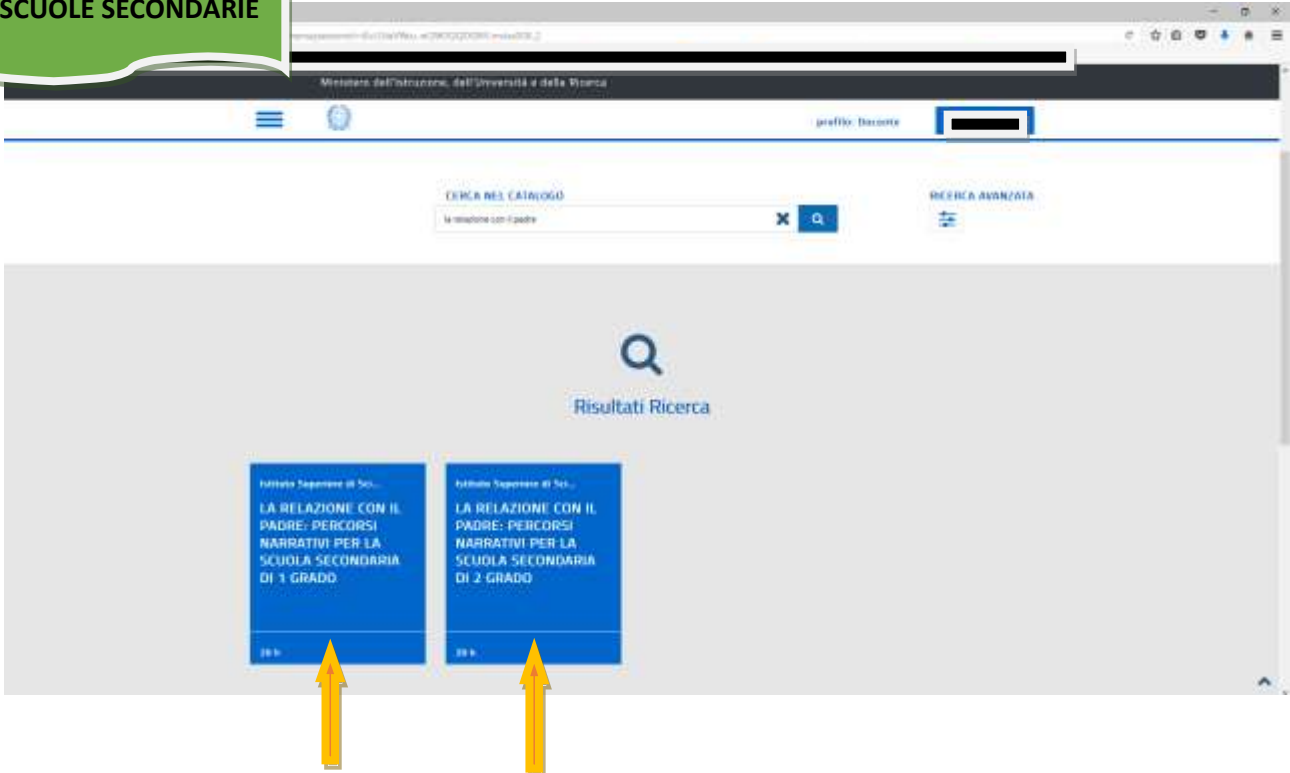 SCUOLE SECONDARIE
Ministero dell'Istruzione, dell'Università e della Ricerca
profilo: Docente
CERCA NEL CATALOGO
RICERCA AVANZATA
la relazione con il padre
Risultati Ricerca
Istituto Superiore di Sci...
LA RELAZIONE CON IL
PADRE: PERCORSI
NARRATIVI PER LA
SCUOLA SECONDARIA
DI 1 GRADO
Istituto Superiore di Sci...
LA RELAZIONE CON IL
PADRE: PERCORSI
NARRATIVI PER LA
SCUOLA SECONDARIA
DI 2 GRADO